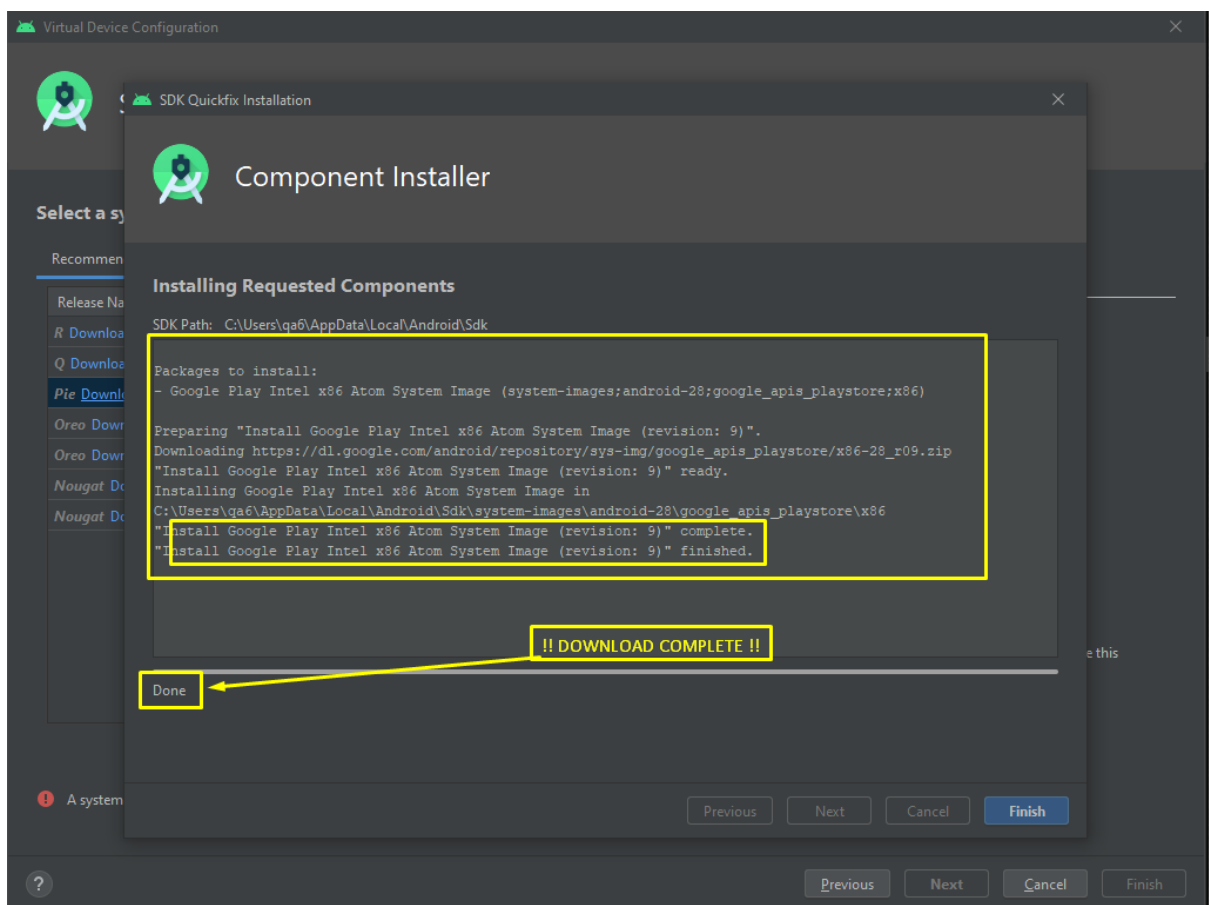 Virtual Device Configuration
SDK Quickfix Installation
Component Installer
Select a sy
Recommen
Installing Requested Components
Release Na
SDK Path: C:\Users\qa6\AppData\Local\Android\Sdk
R Downloa
Q Downloa
Pie Downlo
Oreo Down
Oreo Down
Nougat Do
Nougat Do
Packages to install:
- Google Play Intel x86 Atom System Image (system-images;android-28;google_apis_playstore;x86)
Preparing "Install Google Play Intel x86 Atom System Image (revision: 9)".
Downloading https://dl.google.com/android/repository/sys-img/google_apis_playstore/x86-28_r09.zip
"Install Google Play Intel x86 Atom System Image (revision: 9)" ready.
Installing Google Play Intel x86 Atom System Image in
C:\Users\qa6\AppData\Local\Android\Sdk\system-images\android-28\google_apis_playstore\x86
"Install Google Play Intel x86 Atom System Image (revision: 9)" complete.
"Install Google Play Intel x86 Atom System Image (revision: 9)" finished.
!! DOWNLOAD COMPLETE !!
e this
Done
A system
Previous Next Cancel Finish
? Previous Next Cancel Finish